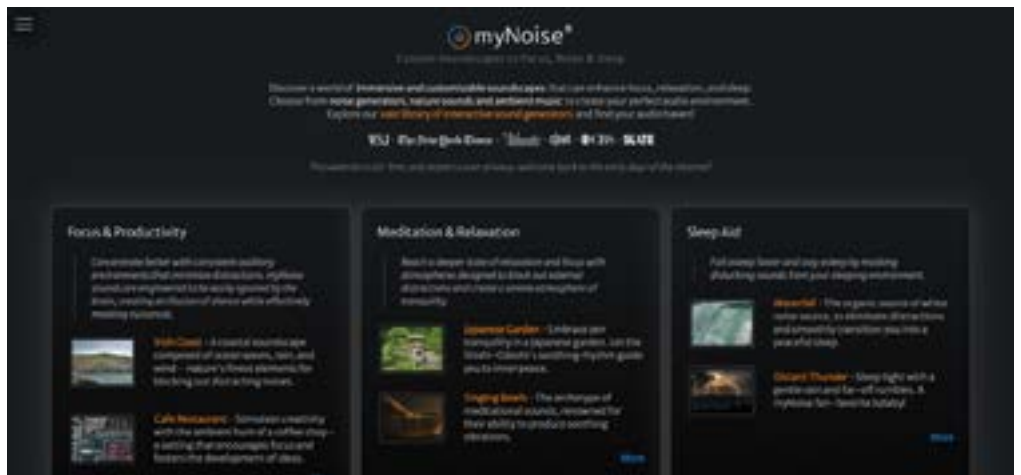 myNoise®
Custom Soundscapes to Focus, Relax & Sleep
Discover a world of immersive and customizable soundscapes that can enhance focus, relaxation, and sleep.
Choose from noise generators, nature sounds and ambient music to create your perfect audio environment.
Explore our vast library of interactive sound generators and find your audio haven!
WSJ · The New York Times · SLATE
Focus & Productivity
Concentrate better with consistent auditory
environments that minimize distractions. myNoise
sounds are engineered to be easily ignored by the
brain, creating an illusion of silence while effectively
masking nuisances.
Irish Coast - A coastal soundscape
composed of ocean waves, rain, and
wind - nature's finest elements for
blocking out distracting noises.
Cafe Restaurant - Stimulate creativity
with the ambient hum of a coffee shop -
a setting that encourages focus and
fosters the development of ideas.
Meditation & Relaxation
Reach a deeper state of relaxation and focus with
atmospheres designed to block out external
distractions and create a serene atmosphere of
tranquility.
Japanese Garden - Embrace zen
tranquility in a Japanese garden. Let the
Shishi-Odoshi's soothing rhythm guide
you to inner peace.
Singing Bowls - The archetype of
meditational sounds, renowned for
their ability to produce soothing
vibrations.
More
Sleep Aid
Fall asleep faster and stay asleep by masking
disturbing sounds from your sleeping environment.
Waterfall - The organic source of white
noise source, to eliminate distractions
and smoothly transition you into a
peaceful sleep.
Distant Thunder - Sleep tight with a
gentle rain and far-off rumbles. A
myNoise fan-favorite lullaby!
More